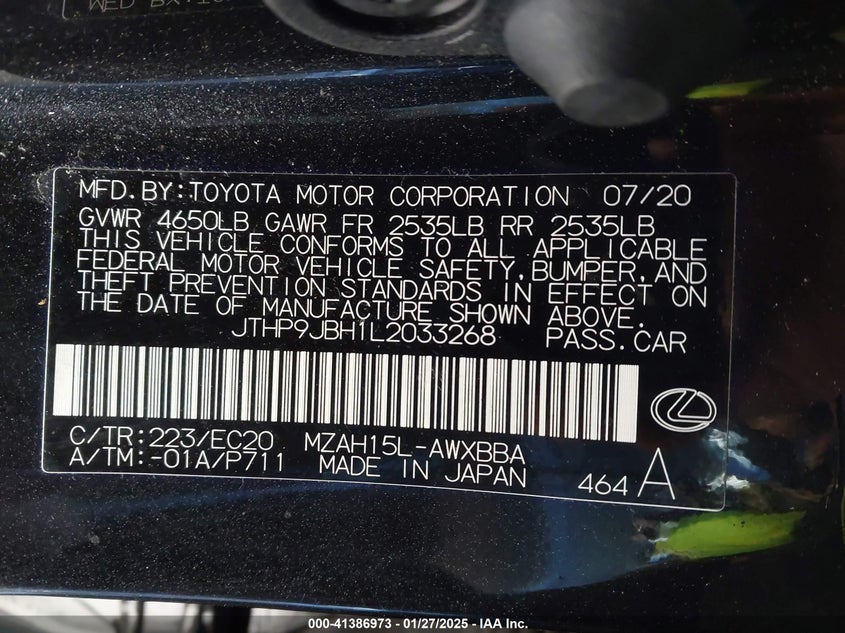 MFD.BY:TOYOTA MOTOR CORPORATION 07/20
GVWR 4650LB GAWR FR 2535LB RR 2535LB
THIS VEHICLE CONFORMS TO ALL APPLICABLE
FEDERAL MOTOR VEHICLE SAFETY,BUMPER,AND
THEFT PREVENTION STANDARDS IN EFFECT ON
THE DATE OF MANUFACTURE SHOWN ABOVE.
JTHP9JBH1L2033268 PASS.CAR
C/TR:223/EC20 MZAH15L-AWXBBA
A/TM:-01A/P711 MADE IN JAPAN 464 A
000-41386973 - 01/27/2025 - IAA Inc.